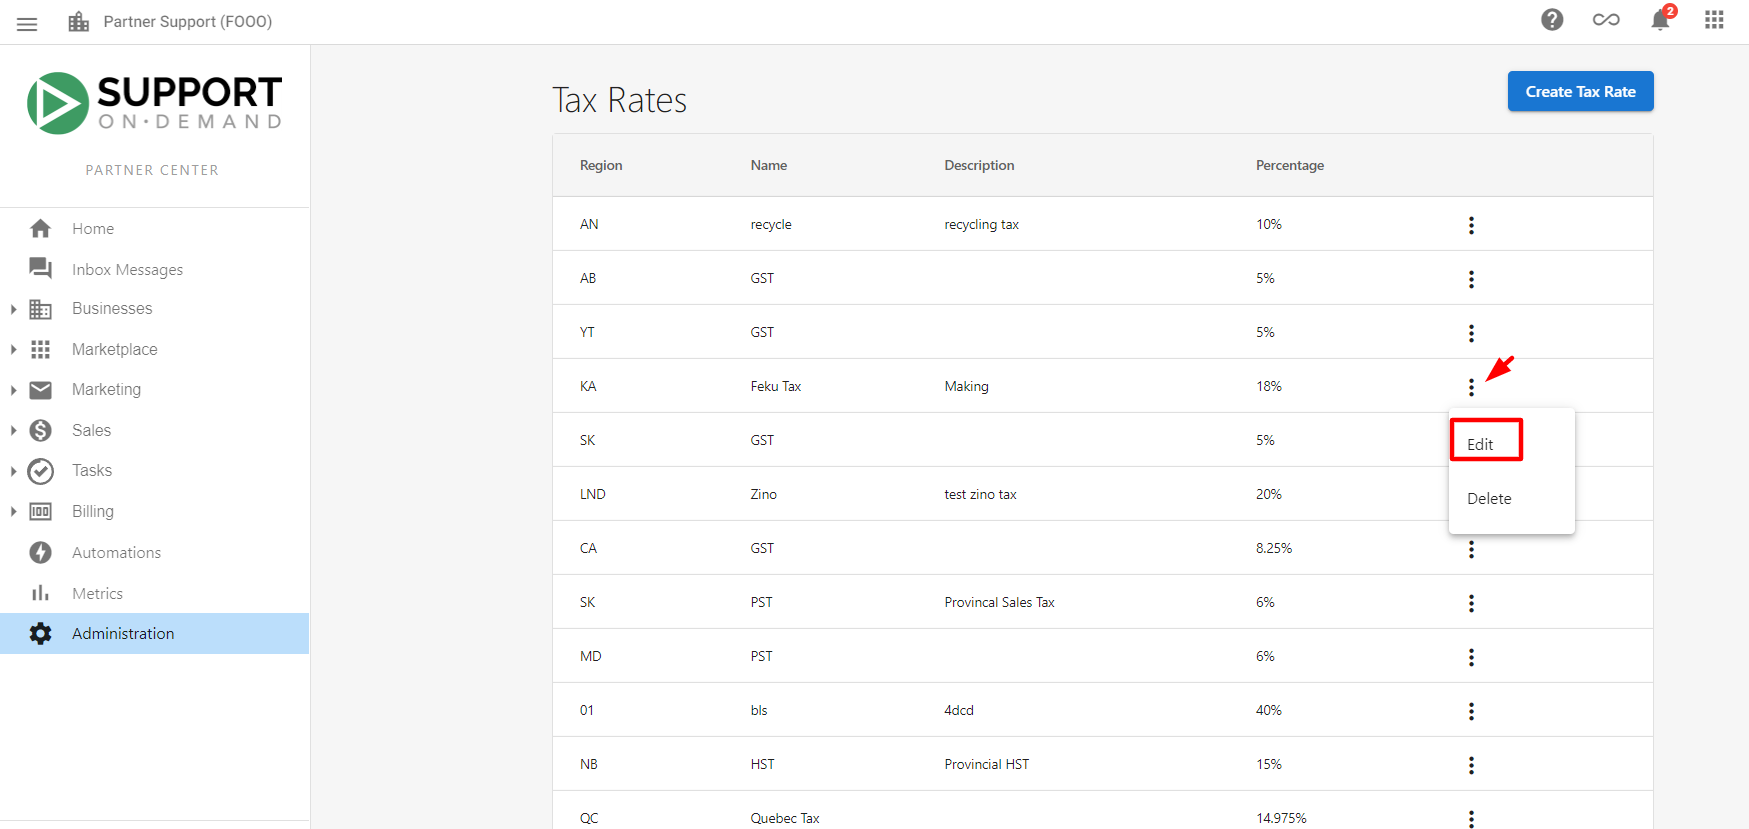 Partner Support (FOOO)
2
SUPPORT
ON·DEMAND
PARTNER CENTER
Home
Inbox Messages
Businesses
Marketplace
Marketing
Sales
Tasks
Billing
Automations
Metrics
Administration
Tax Rates
Create Tax Rate
Region Name Description Percentage
AN recycle recycling tax 10%
AB GST 5%
YT GST 5%
KA Feku Tax Making 18%
SK GST 5%
Edit
LND Zino test zino tax 20%
Delete
CA GST 8.25%
SK PST Provincal Sales Tax 6%
MD PST 6%
01 bls 4dcd 40%
NB HST Provincial HST 15%
QC Quebec Tax 14.975%